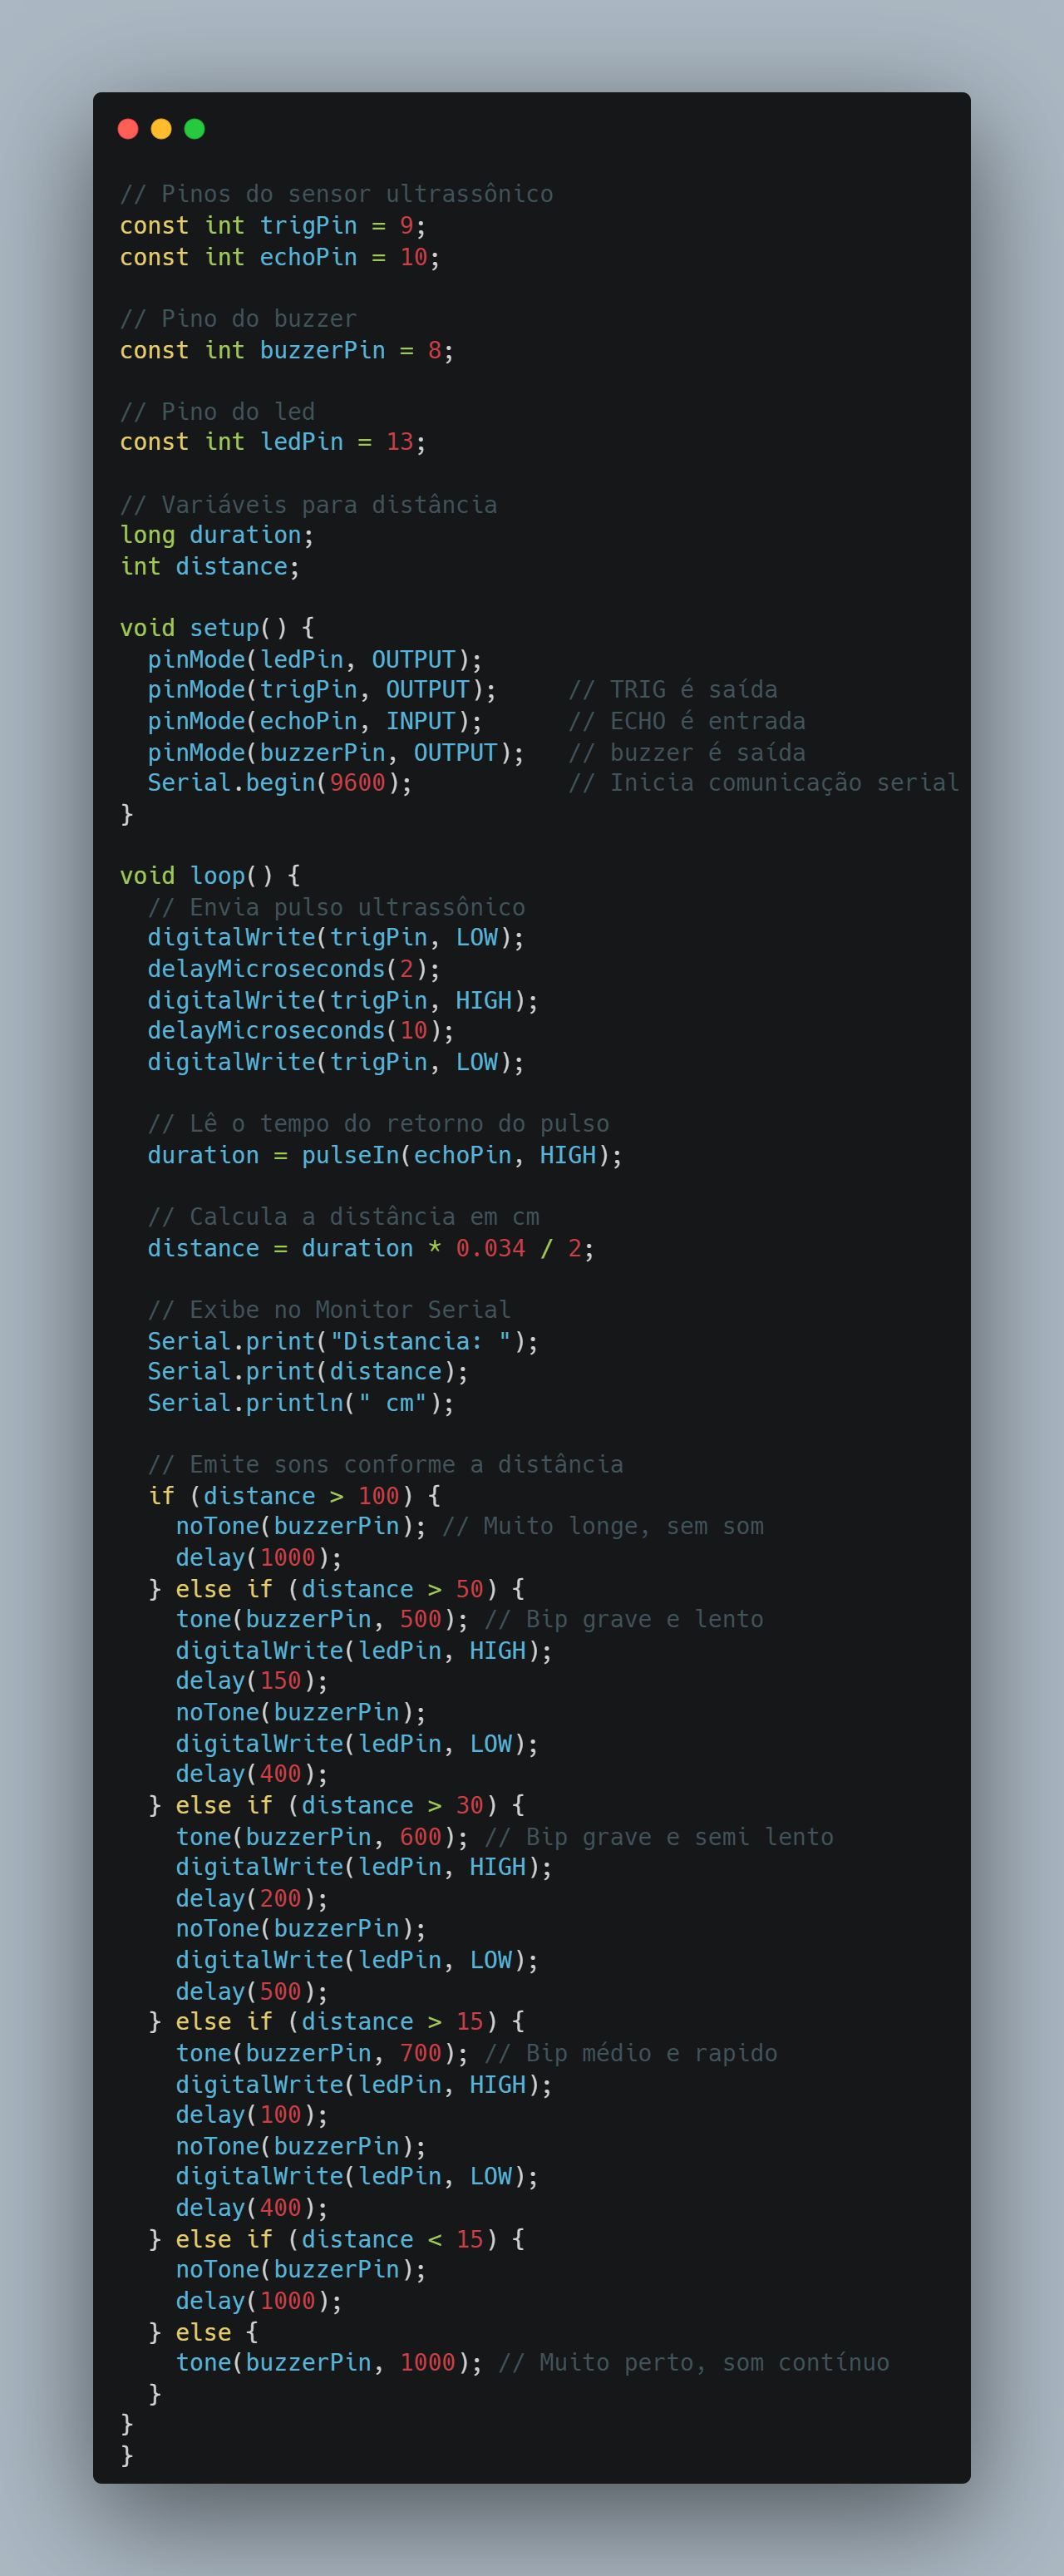 // Pinos do sensor ultrassônico
const int trigPin = 9;
const int echoPin = 10;

// Pino do buzzer
const int buzzerPin = 8;

// Pino do led
const int ledPin = 13;

// Variáveis para distância
long duration;
int distance;

void setup() {
  pinMode(ledPin, OUTPUT);
  pinMode(trigPin, OUTPUT);     // TRIG é saída
  pinMode(echoPin, INPUT);      // ECHO é entrada
  pinMode(buzzerPin, OUTPUT);   // buzzer é saída
  Serial.begin(9600);           // Inicia comunicação serial
}

void loop() {
  // Envia pulso ultrassônico
  digitalWrite(trigPin, LOW);
  delayMicroseconds(2);
  digitalWrite(trigPin, HIGH);
  delayMicroseconds(10);
  digitalWrite(trigPin, LOW);

  // Lê o tempo do retorno do pulso
  duration = pulseIn(echoPin, HIGH);

  // Calcula a distância em cm
  distance = duration * 0.034 / 2;

  // Exibe no Monitor Serial
  Serial.print("Distancia: ");
  Serial.print(distance);
  Serial.println(" cm");

  // Emite sons conforme a distância
  if (distance > 100) {
    noTone(buzzerPin); // Muito longe, sem som
    delay(1000);
  } else if (distance > 50) {
    tone(buzzerPin, 500); // Bip grave e lento
    digitalWrite(ledPin, HIGH);
    delay(150);
    noTone(buzzerPin);
    digitalWrite(ledPin, LOW);
    delay(400);
  } else if (distance > 30) {
    tone(buzzerPin, 600); // Bip grave e semi lento
    digitalWrite(ledPin, HIGH);
    delay(200);
    noTone(buzzerPin);
    digitalWrite(ledPin, LOW);
    delay(500);
  } else if (distance > 15) {
    tone(buzzerPin, 700); // Bip médio e rapido
    digitalWrite(ledPin, HIGH);
    delay(100);
    noTone(buzzerPin);
    digitalWrite(ledPin, LOW);
    delay(400);
  } else if (distance < 15) {
    noTone(buzzerPin);
    delay(1000);
  } else {
    tone(buzzerPin, 1000); // Muito perto, som contínuo
  }
}
}